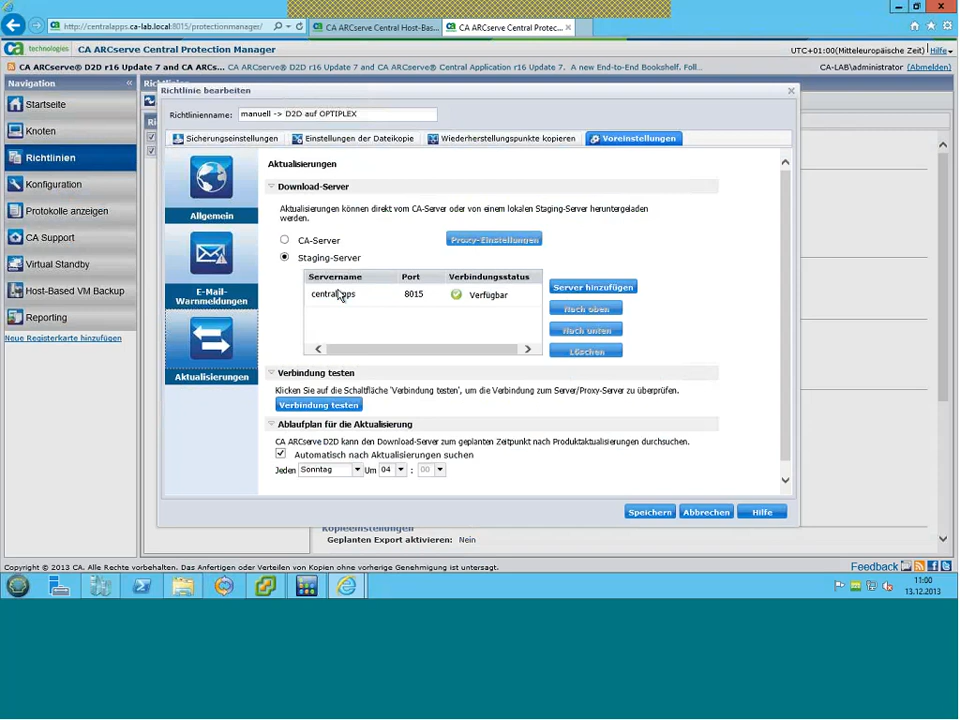 http://centralapps.ca-lab.local:8015/protectionmanager/
CA ARCserve Central Host-Bas...
CA ARCserve Central Protec...
ca technologies CA ARCserve Central Protection Manager
UTC+01:00(Mitteleuropäische Zeit) Hilfe
CA ARCserve® D2D r16 Update 7 and CA ARCs... CA ARCserve® D2D r16 Update 7 and CA ARCserve® Central Application r16 Update 7. A new End-to-End Bookshelf. Foll...
CA-LAB\administrator (Abmelden)
Navigation
«
Startseite
Knoten
Richtlinien
Konfiguration
Protokolle anzeigen
CA Support
Virtual Standby
Host-Based VM Backup
Reporting
Neue Registerkarte hinzufügen
Richtlinie bearbeiten
Richtlinienname: manuell -> D2D auf OPTIPLEX
Sicherungseinstellungen
Einstellungen der Dateikopie
Wiederherstellungspunkte kopieren
Voreinstellungen
Allgemein
E-Mail-
Warnmeldungen
Aktualisierungen
Aktualisierungen
Download-Server
Aktualisierungen können direkt vom CA-Server oder von einem lokalen Staging-Server heruntergeladen
werden.
CA-Server
Proxy-Einstellungen
Staging-Server
Servername Port Verbindungsstatus
centralapps 8015 Verfügbar
Server hinzufügen
Nach oben
Nach unten
Löschen
Verbindung testen
Klicken Sie auf die Schaltfläche 'Verbindung testen', um die Verbindung zum Server/Proxy-Server zu überprüfen.
Verbindung testen
Ablaufplan für die Aktualisierung
CA ARCserve D2D kann den Download-Server zum geplanten Zeitpunkt nach Produktaktualisierungen durchsuchen.
Automatisch nach Aktualisierungen suchen
Jeden Sonntag Um 04 : 00
Speichern
Abbrechen
Hilfe
Kopieeinstellungen
Geplanten Export aktivieren: Nein
Copyright © 2013 CA. Alle Rechte vorbehalten. Das Anfertigen oder Verteilen von Kopien ohne vorherige Genehmigung ist untersagt.
Feedback
11:00
13.12.2013